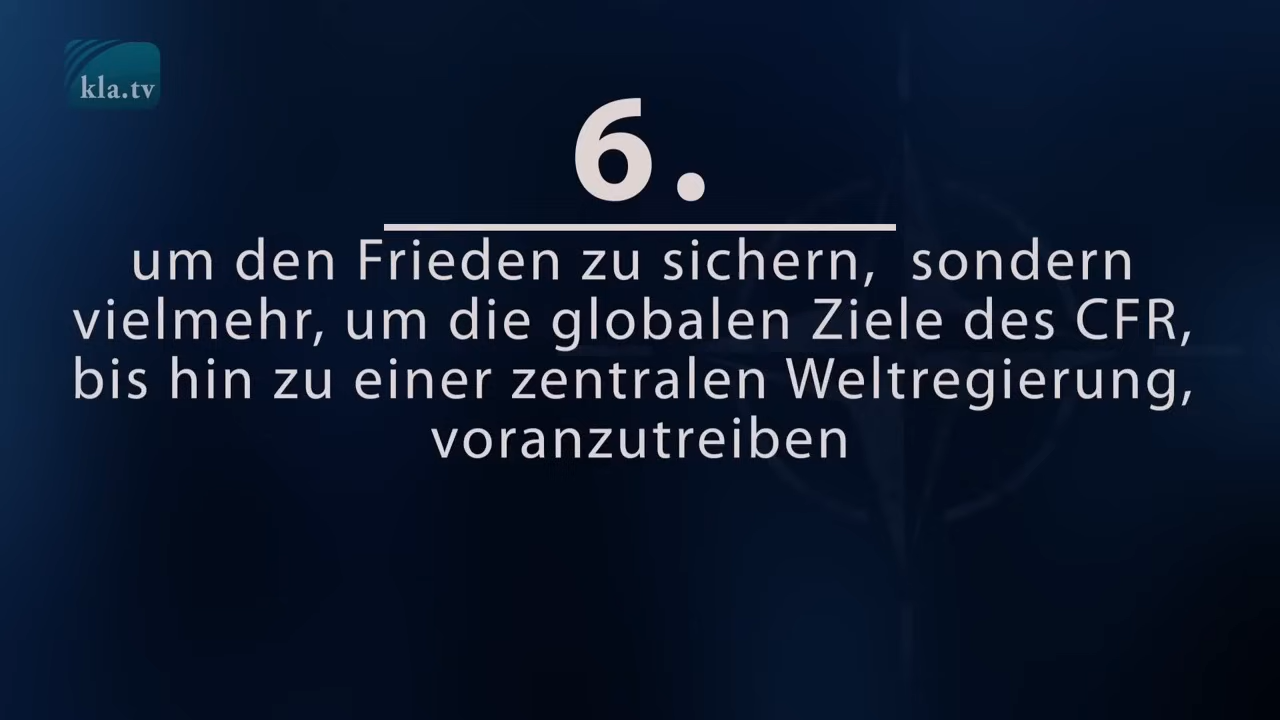 kla.tv
6.
um den Frieden zu sichern, sondern
vielmehr, um die globalen Ziele des CFR,
bis hin zu einer zentralen Weltregierung,
voranzutreiben